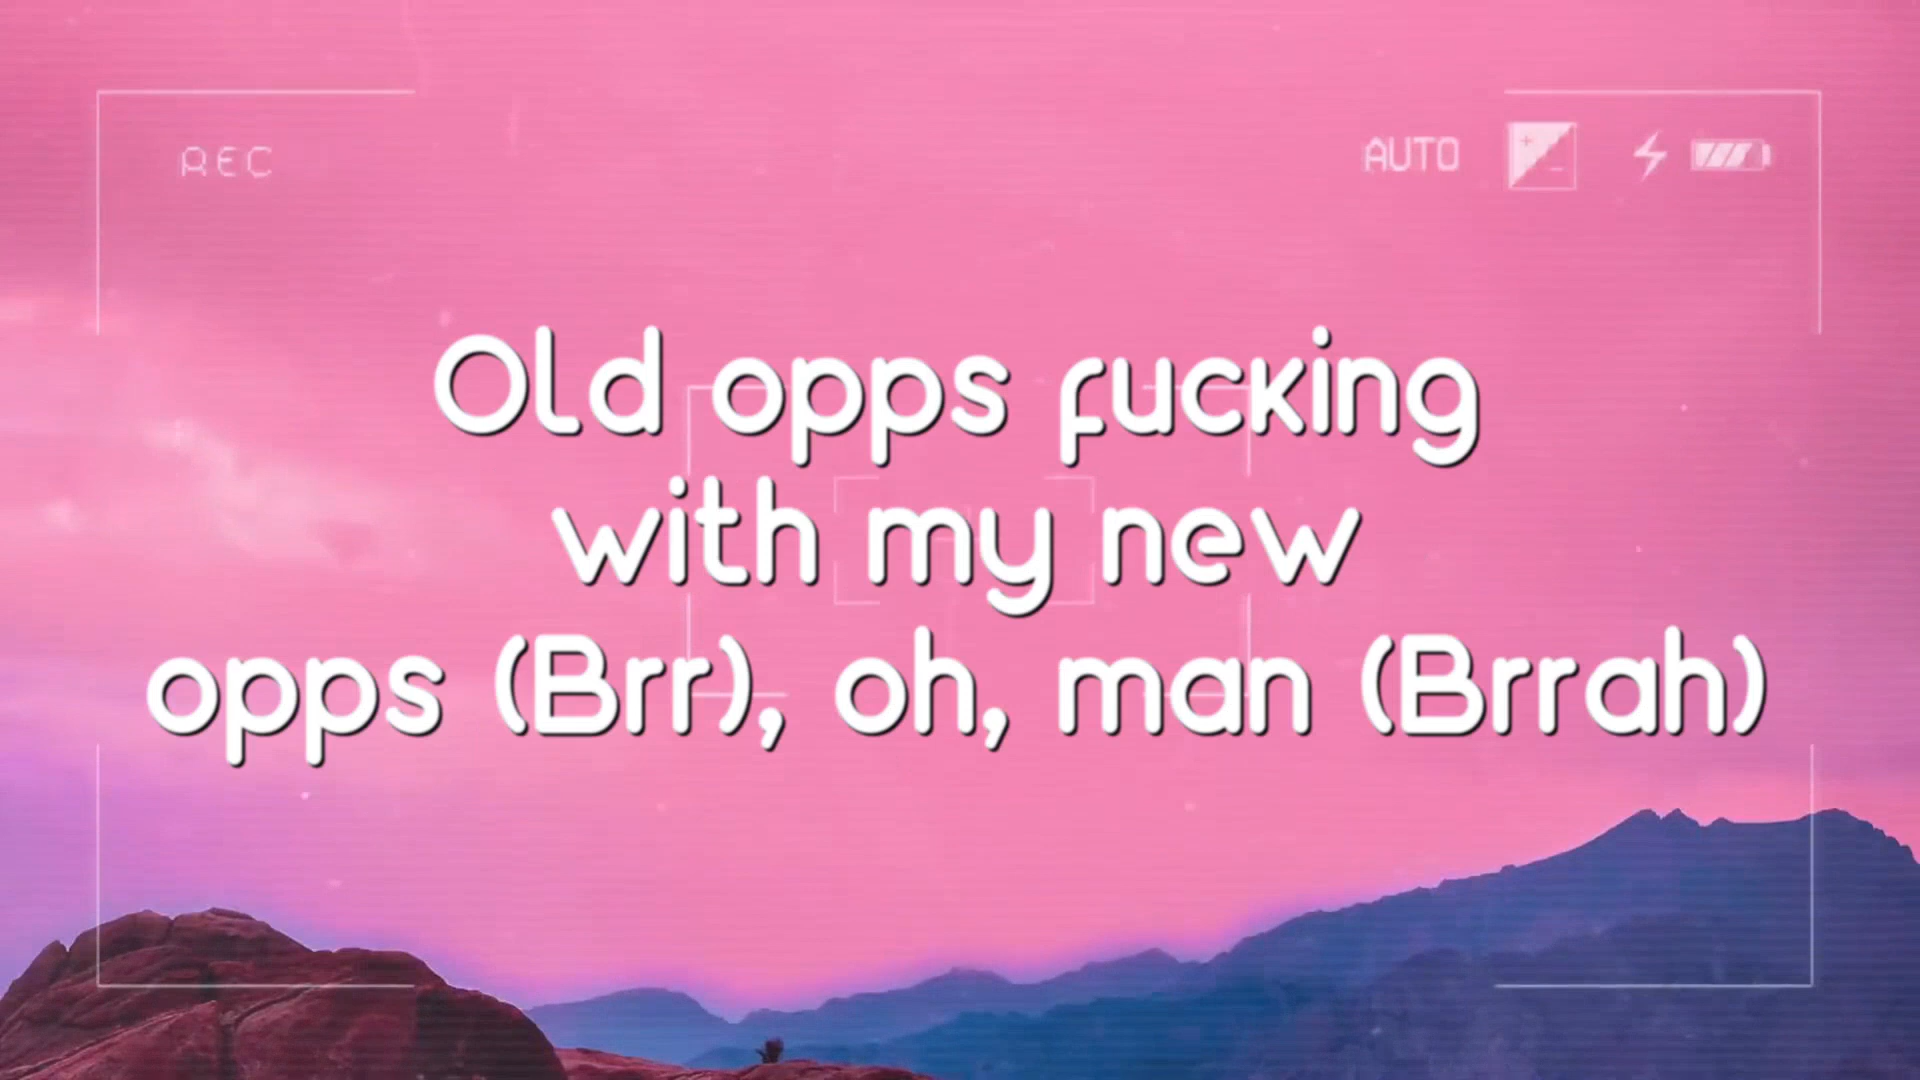 REC
AUTO
Old opps fucking
with my new
opps (Brr), oh, man (Brrah)